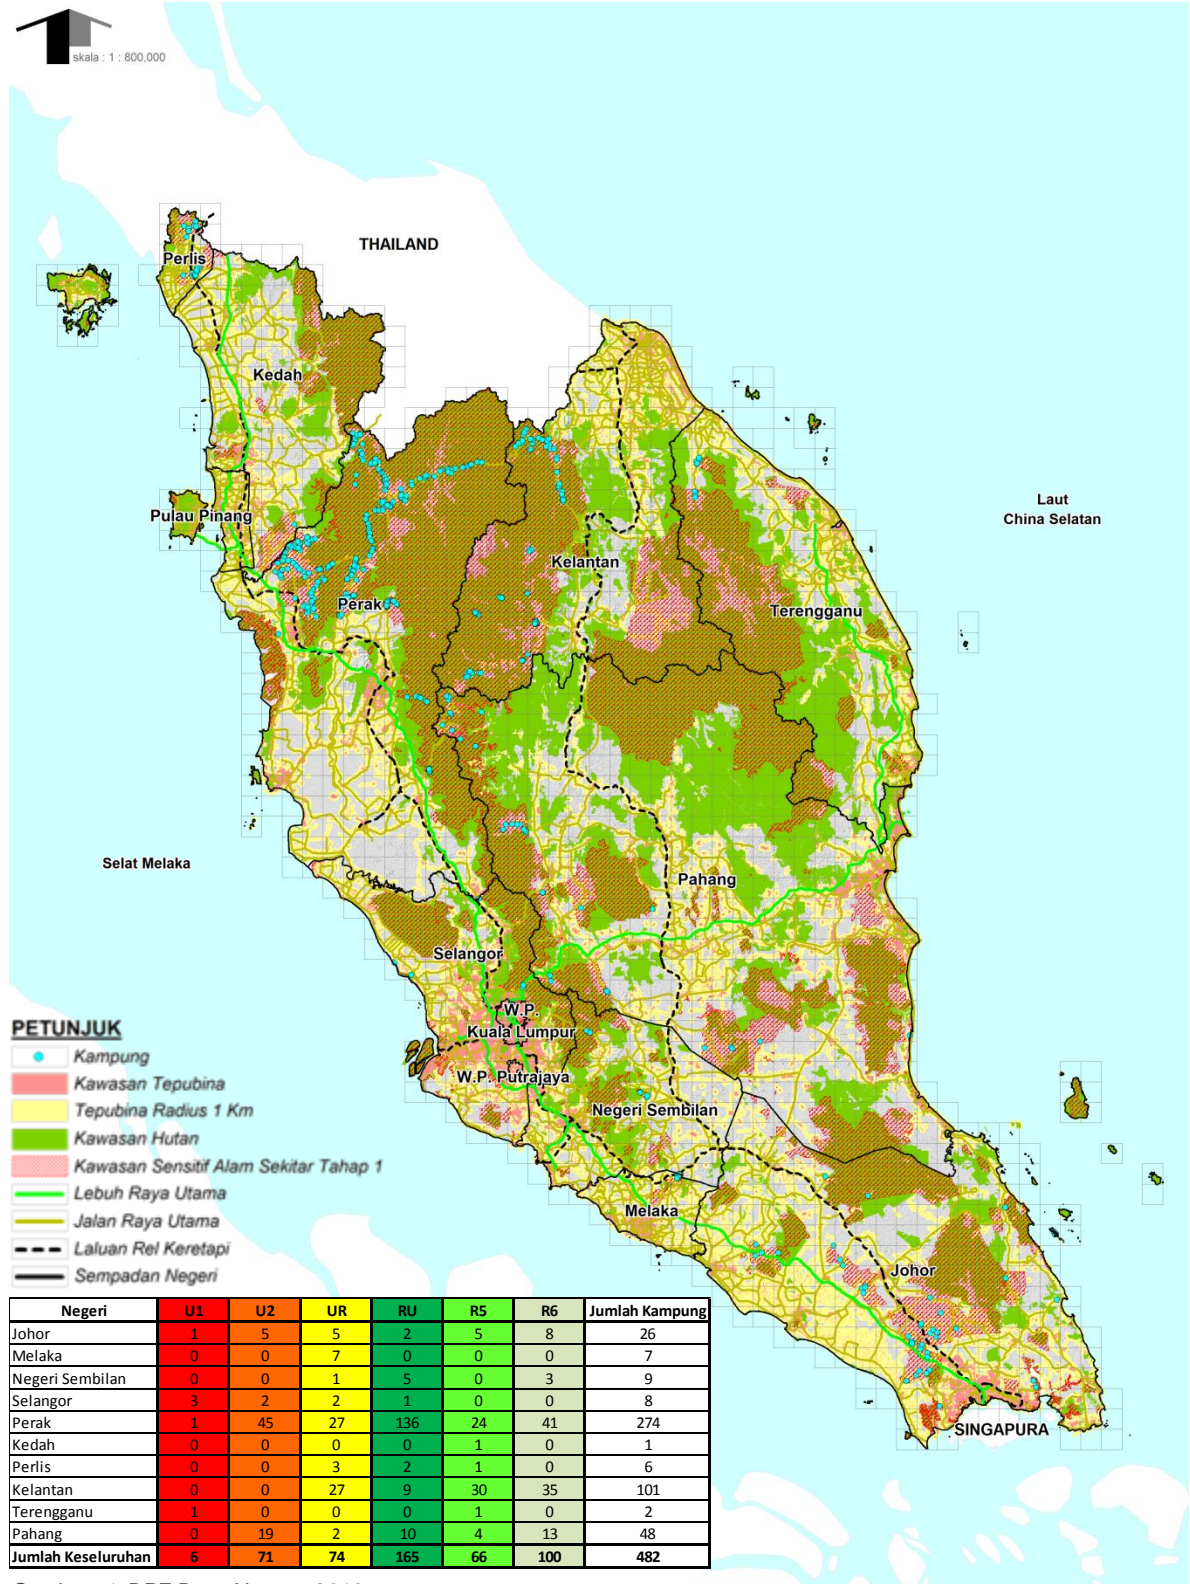 skala : 1 : 800,000
THAILAND
Perlis
Kedah
Pulau Pinang
Laut
China Selatan
Kelantan
Perak
Terengganu
Selat Melaka
Pahang
Selangor
W.P.
Kuala Lumpur
W.P. Putrajaya
Negeri Sembilan
Melaka
Johor
SINGAPURA
PETUNJUK
Kampung
Kawasan Tepubina
Tepubina Radius 1 Km
Kawasan Hutan
Kawasan Sensitif Alam Sekitar Tahap 1
Lebuh Raya Utama
Jalan Raya Utama
Laluan Rel Keretapi
Sempadan Negeri
Negeri U1 U2 UR RU R5 R6 Jumlah Kampung
Johor 1 5 5 2 5 8 26
Melaka 0 0 7 0 0 0 7
Negeri Sembilan 0 0 1 5 0 3 9
Selangor 3 2 2 1 0 0 8
Perak 1 45 27 136 24 41 274
Kedah 0 0 0 0 1 0 1
Perlis 0 0 3 2 1 0 6
Kelantan 0 0 27 9 30 35 101
Terengganu 1 0 0 0 1 0 2
Pahang 0 19 2 10 4 13 48
Jumlah Keseluruhan 6 71 74 165 66 100 482